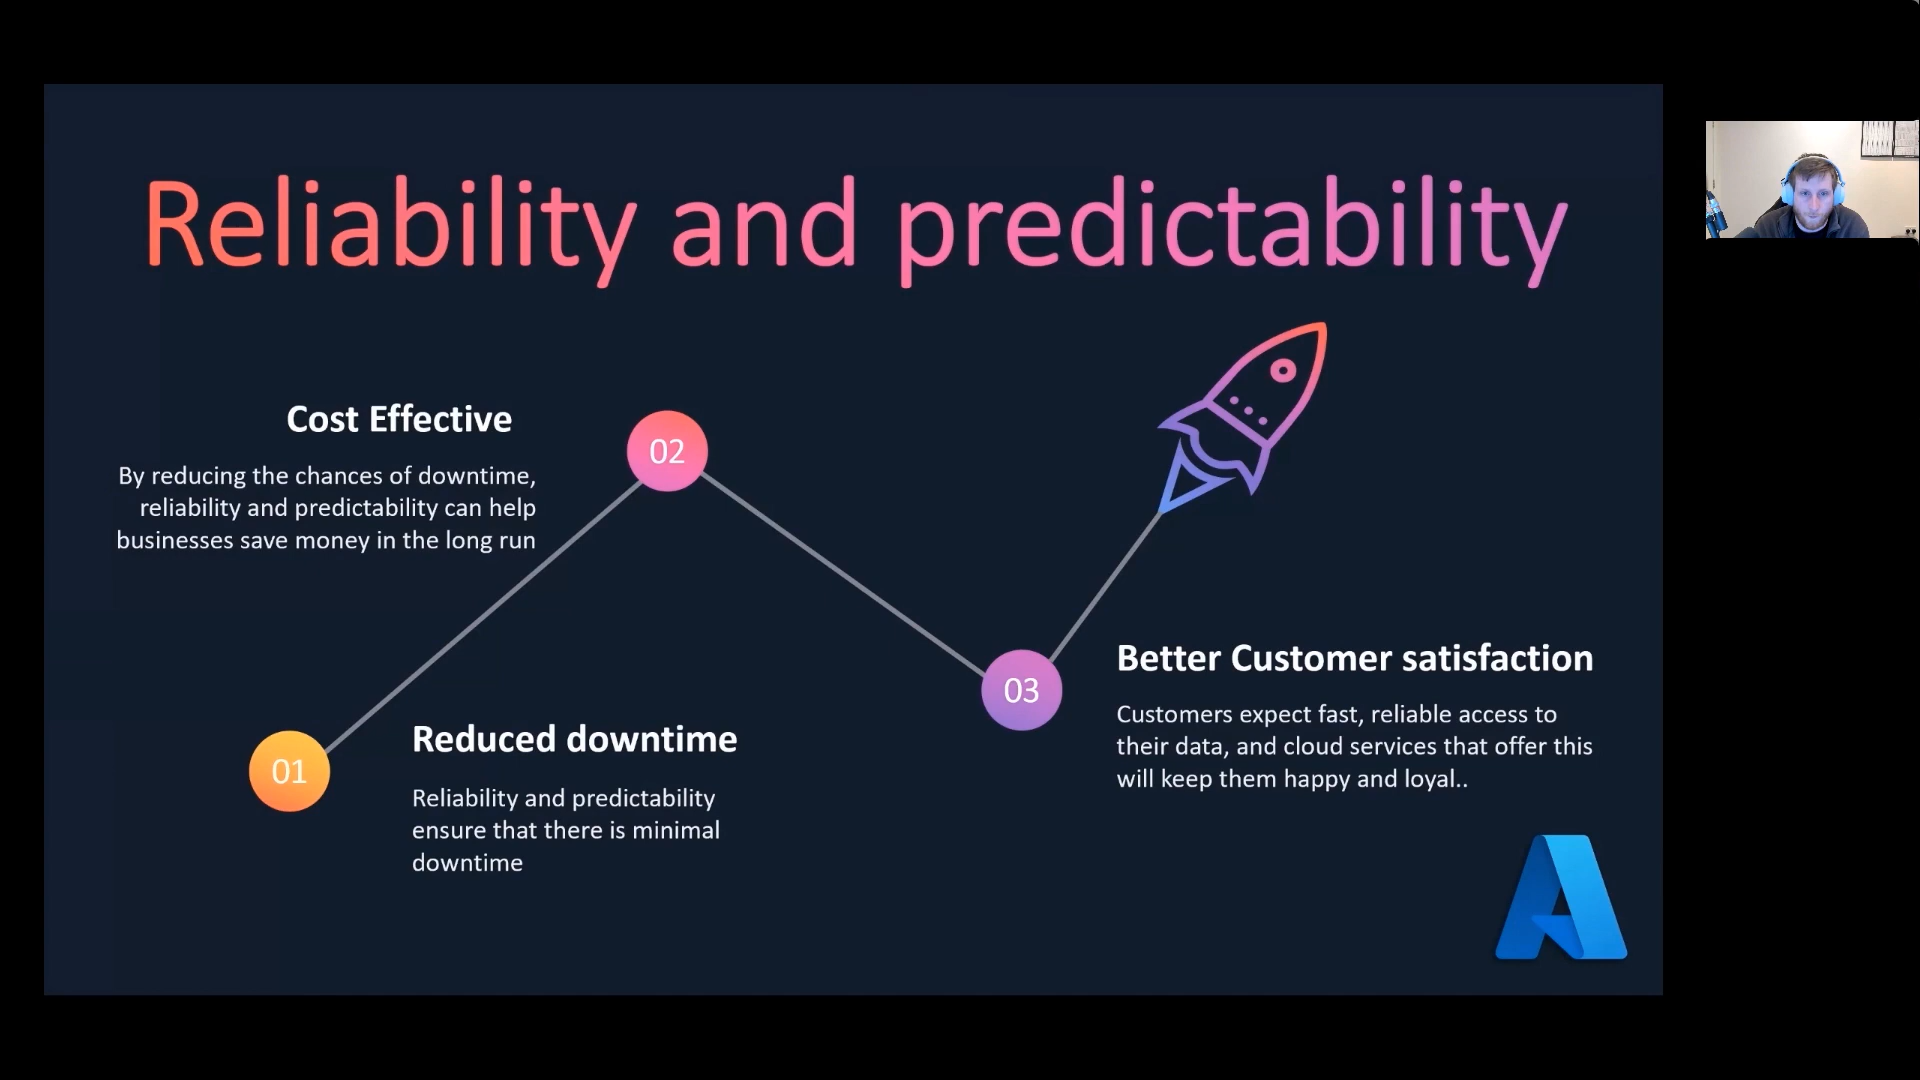 Reliability and predictability
Cost Effective
By reducing the chances of downtime,
reliability and predictability can help
businesses save money in the long run
02
01
Reduced downtime
Reliability and predictability
ensure that there is minimal
downtime
03
Better Customer satisfaction
Customers expect fast, reliable access to
their data, and cloud services that offer this
will keep them happy and loyal..